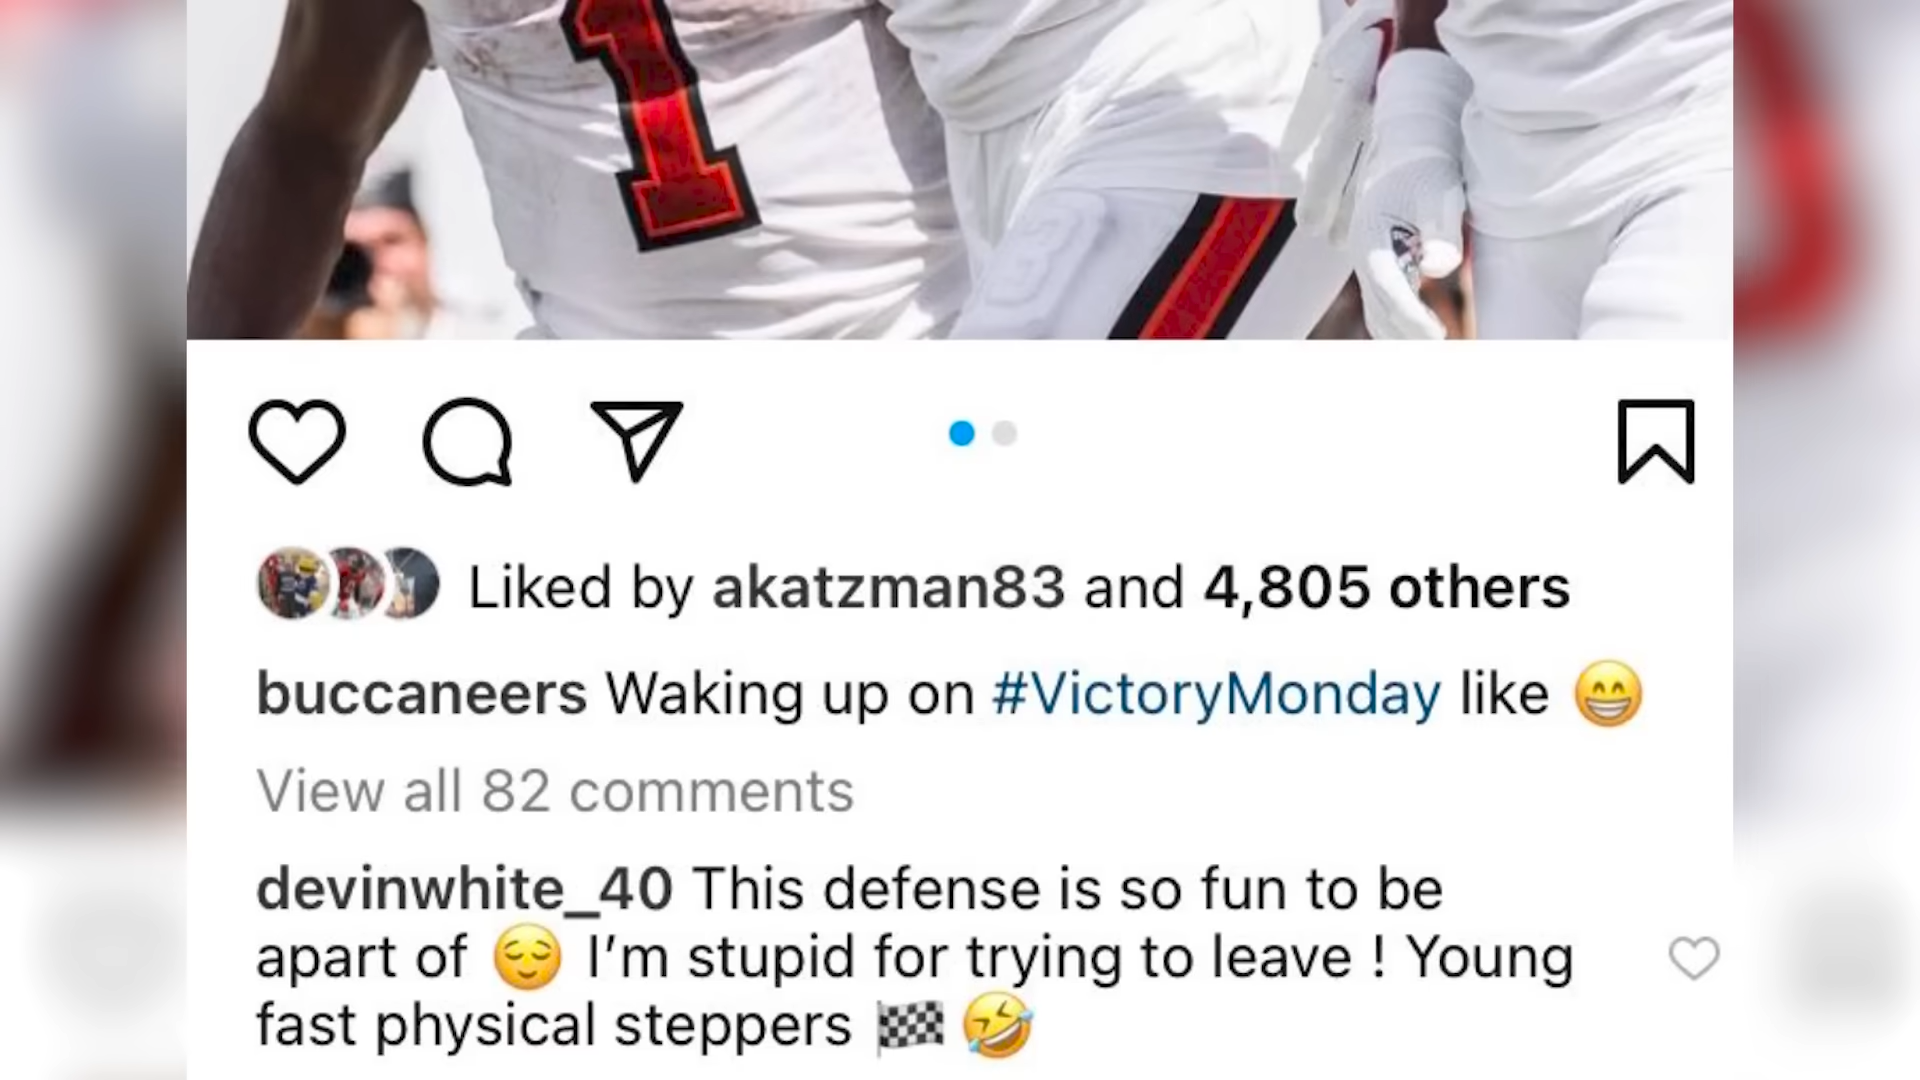 1
Liked by akatzman83 and 4,805 others
buccaneers Waking up on #VictoryMonday like 😁
View all 82 comments
devinwhite_40 This defense is so fun to be
apart of 😌 I’m stupid for trying to leave ! Young
fast physical steppers 🏁 🤣